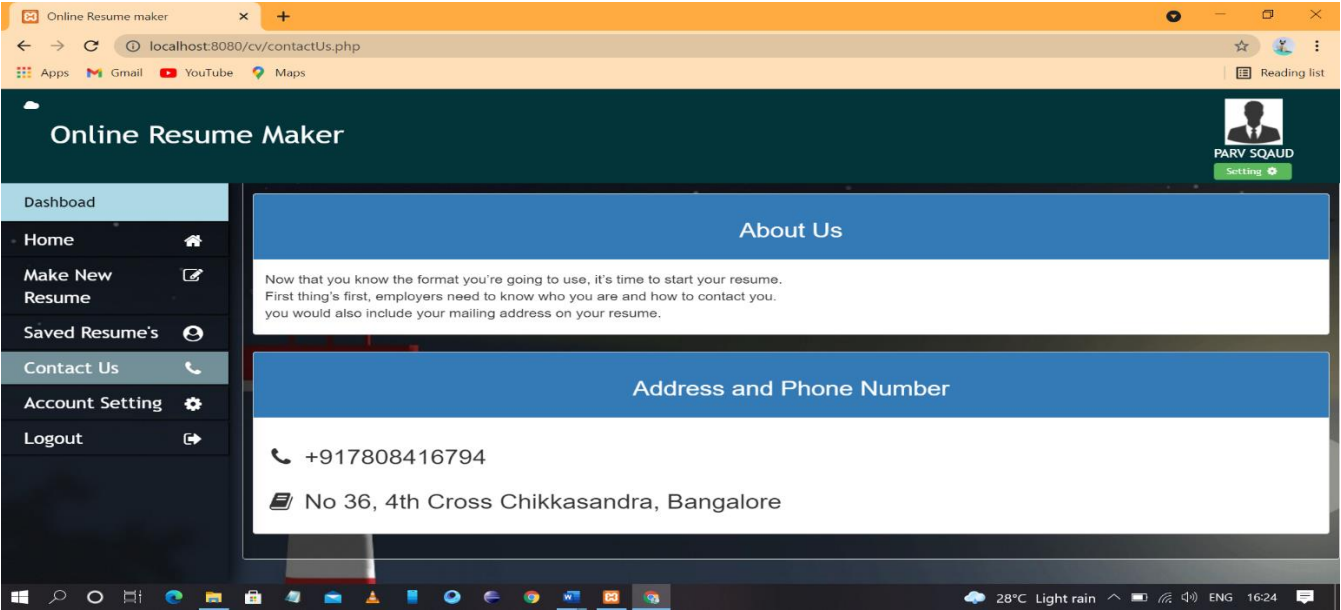 Online Resume maker
localhost:8080/cv/contactUs.php
Apps Gmail YouTube Maps Reading list
Online Resume Maker
PARV SQAUD
Setting
Dashboad
Home
Make New
Resume
Saved Resume's
Contact Us
Account Setting
Logout
About Us
Now that you know the format you’re going to use, it’s time to start your resume.
First thing’s first, employers need to know who you are and how to contact you.
you would also include your mailing address on your resume.
Address and Phone Number
+917808416794
No 36, 4th Cross Chikkasandra, Bangalore
28°C Light rain ENG 16:24